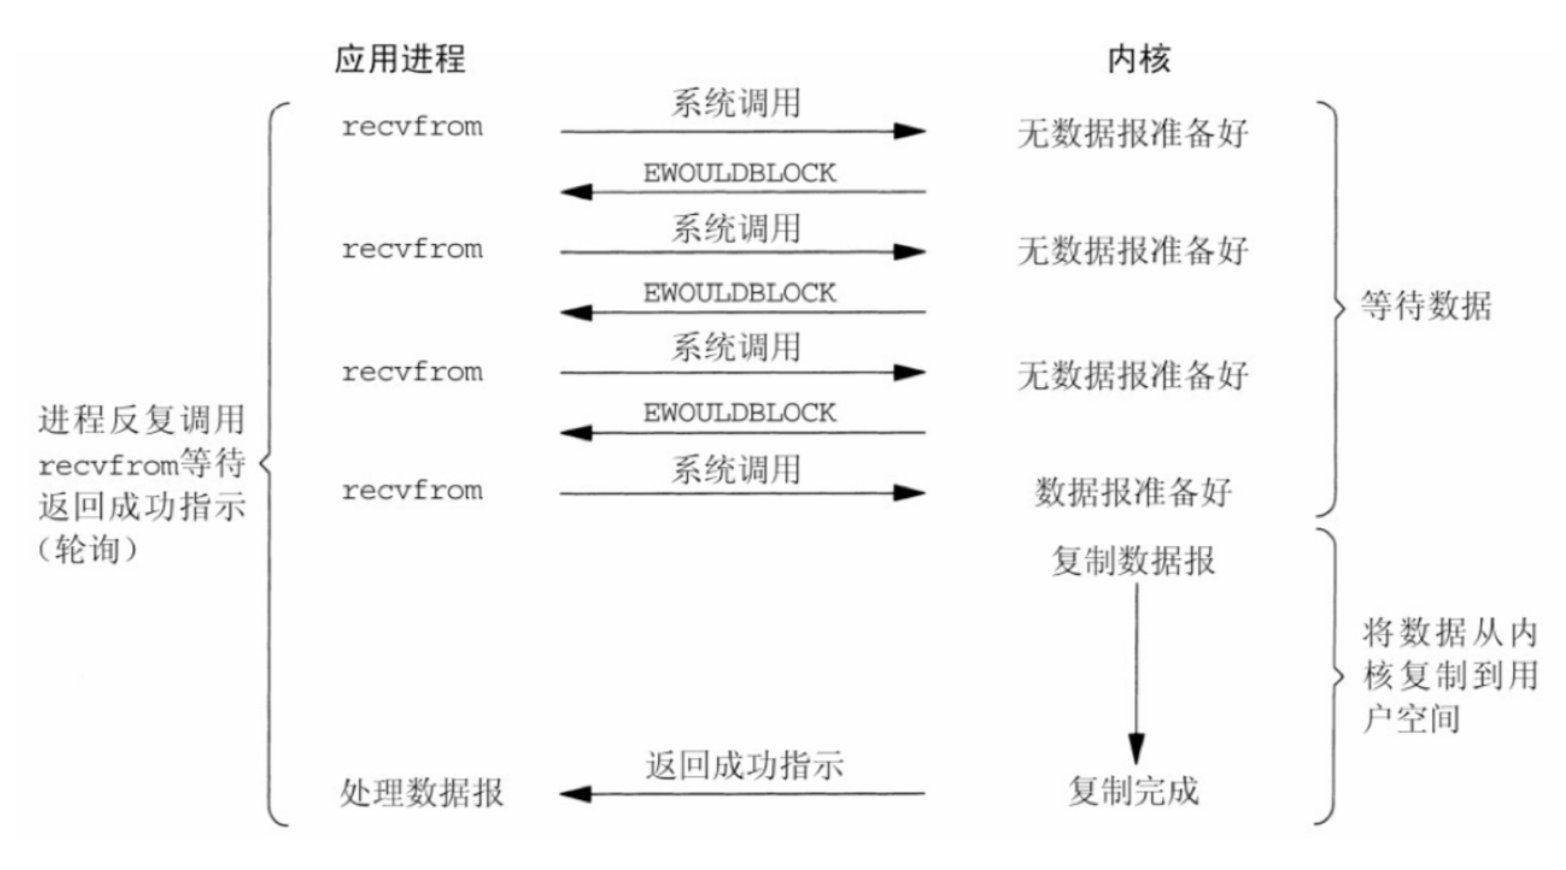 应用进程
内核
系统调用
recvfrom
无数据报准备好
EWOULDBLOCK
系统调用
recvfrom
无数据报准备好
EWOULDBLOCK
系统调用
recvfrom
无数据报准备好
EWOULDBLOCK
系统调用
recvfrom
数据报准备好
等待数据
进程反复调用
recvfrom等待
返回成功指示
（轮询）
复制数据报
将数据从内
核复制到用
户空间
返回成功指示
处理数据报
复制完成